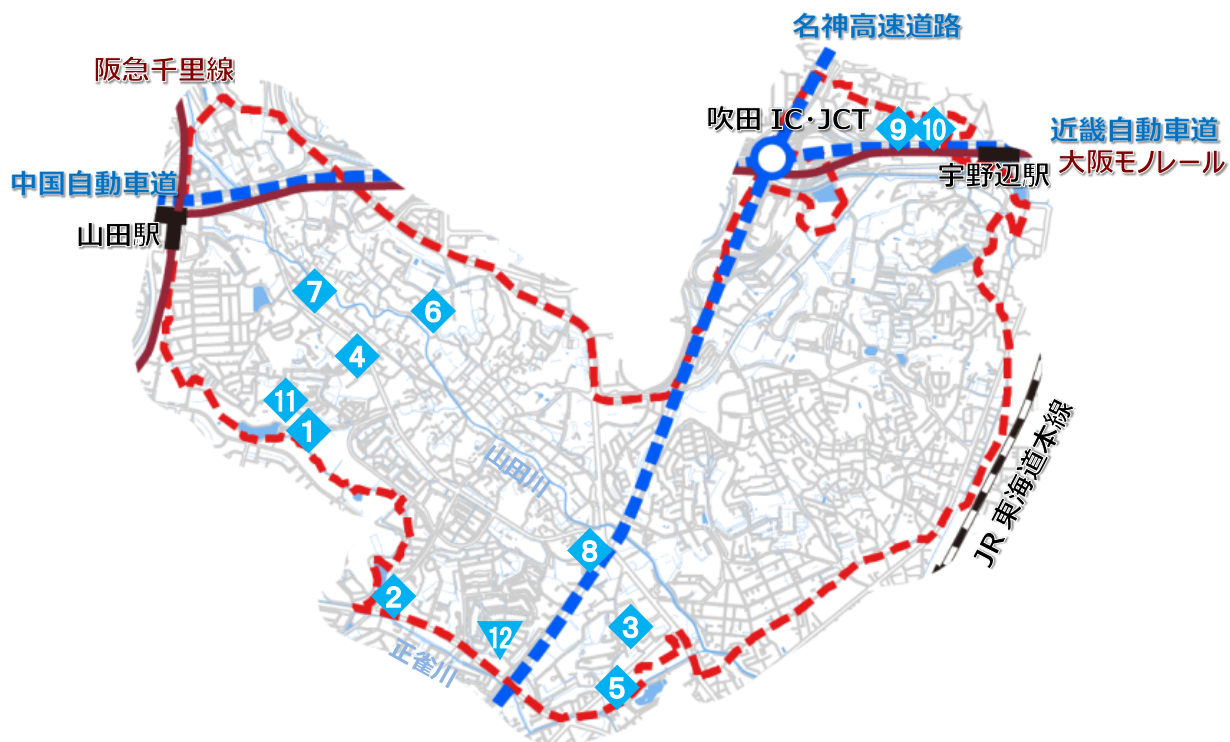 名神高速道路
阪急千里線
吹田 IC・JCT
9
10
近畿自動車道
大阪モノレール
宇野辺駅
中国自動車道
山田駅
7
6
4
11
1
山田川
JR 東海道本線
8
2
3
12
正雀川
5